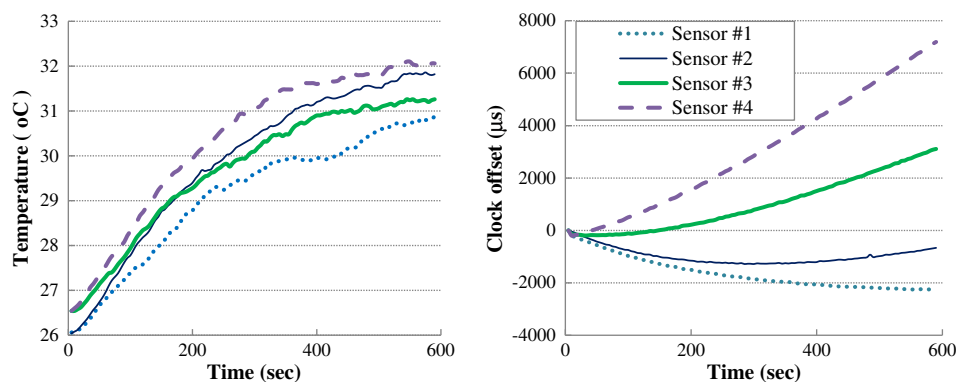 33
32
31
30
29
28
27
26
0
200
400
600
Temperature ( oC)
Time (sec)
8000
6000
4000
2000
0
-2000
-4000
0
200
400
600
Clock offset (μs)
Time (sec)
Sensor #1
Sensor #2
Sensor #3
Sensor #4